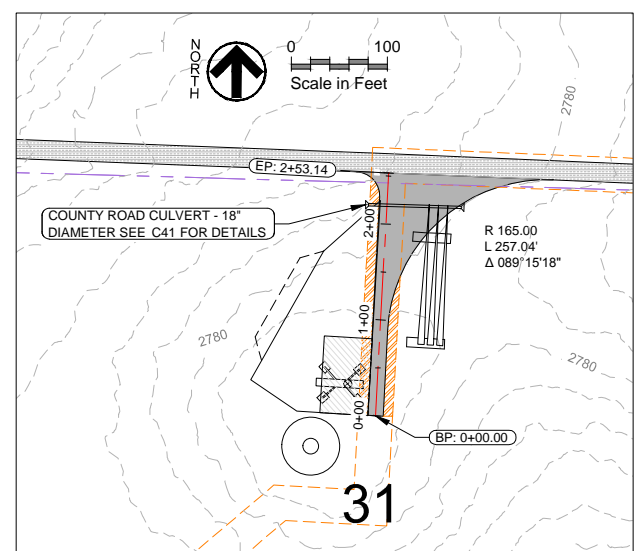 NORTH
0 100
Scale in Feet
2780
EP: 2+53.14
COUNTY ROAD CULVERT - 18"
DIAMETER SEE C41 FOR DETAILS
2+00
R 165.00
L 257.04'
Δ 089°15'18"
1+00
2780
2780
0+00
BP: 0+00.00
31